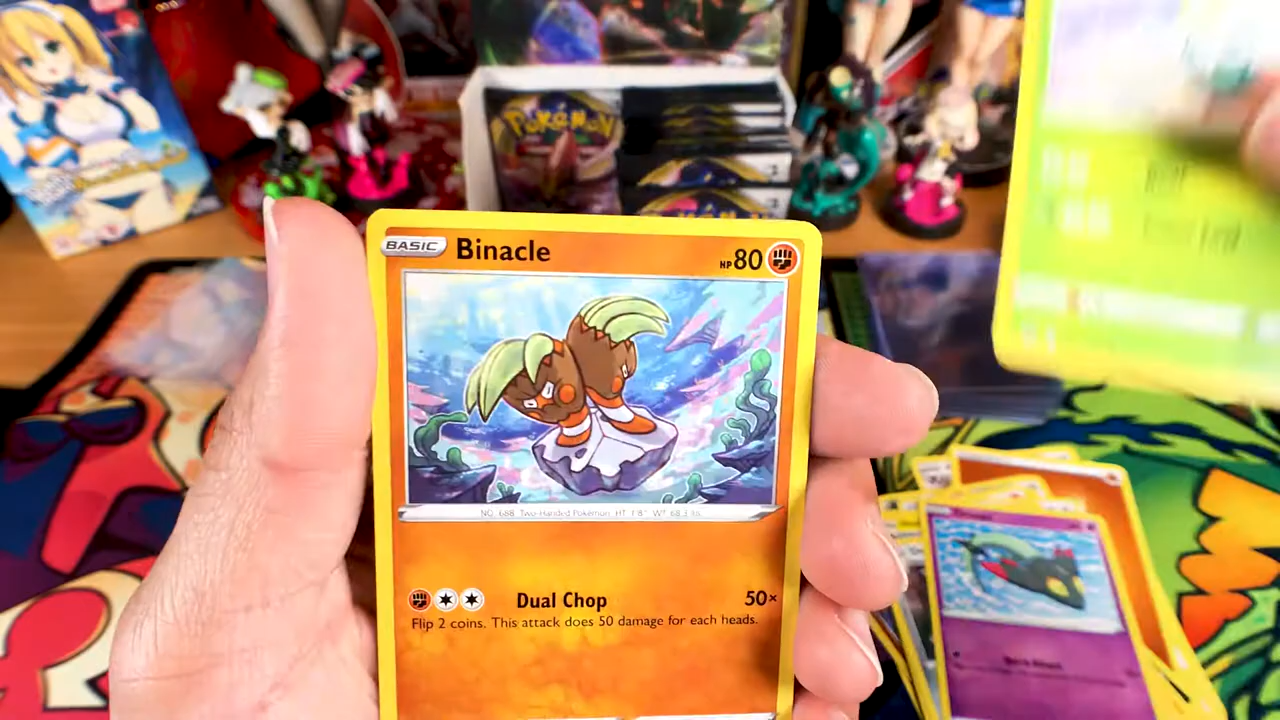 POKÉMON
BASIC Binacle HP 80
NO. 688 Two-Handed Pokémon HT 1'8" WT 68.3 lbs.
Dual Chop 50×
Flip 2 coins. This attack does 50 damage for each heads.